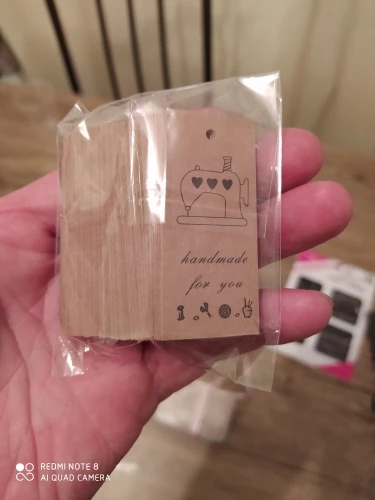 handmade
for you
REDMI NOTE 8
AI QUAD CAMERA